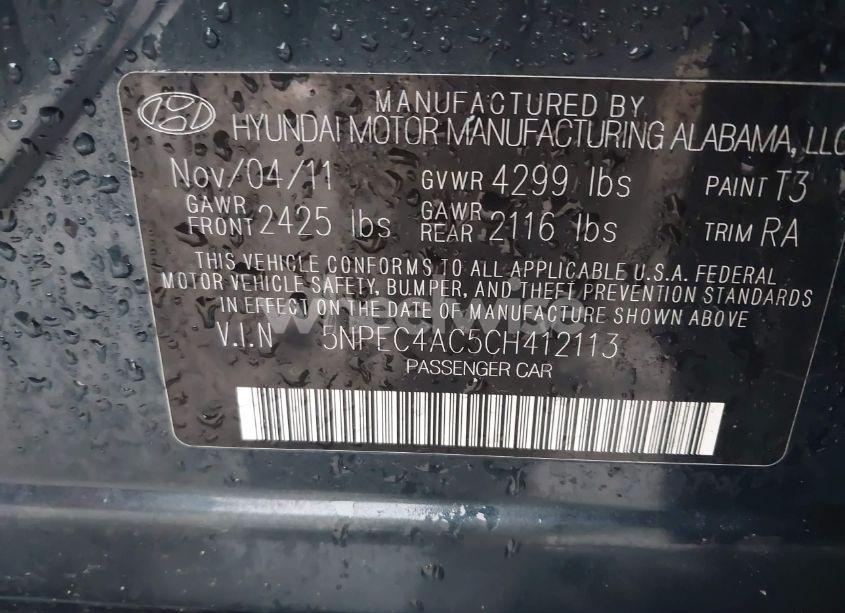 MANUFACTURED BY
HYUNDAI MOTOR MANUFACTURING ALABAMA, LLC
Nov/04/11 GVWR 4299 lbs PAINT T3
GAWR FRONT 2425 lbs GAWR REAR 2116 lbs TRIM RA
THIS VEHICLE CONFORMS TO ALL APPLICABLE U.S.A. FEDERAL
MOTOR VEHICLE SAFETY, BUMPER, AND THEFT PREVENTION STANDARDS
IN EFFECT ON THE DATE OF MANUFACTURE SHOWN ABOVE
V.I.N 5NPEC4AC5CH412113
PASSENGER CAR